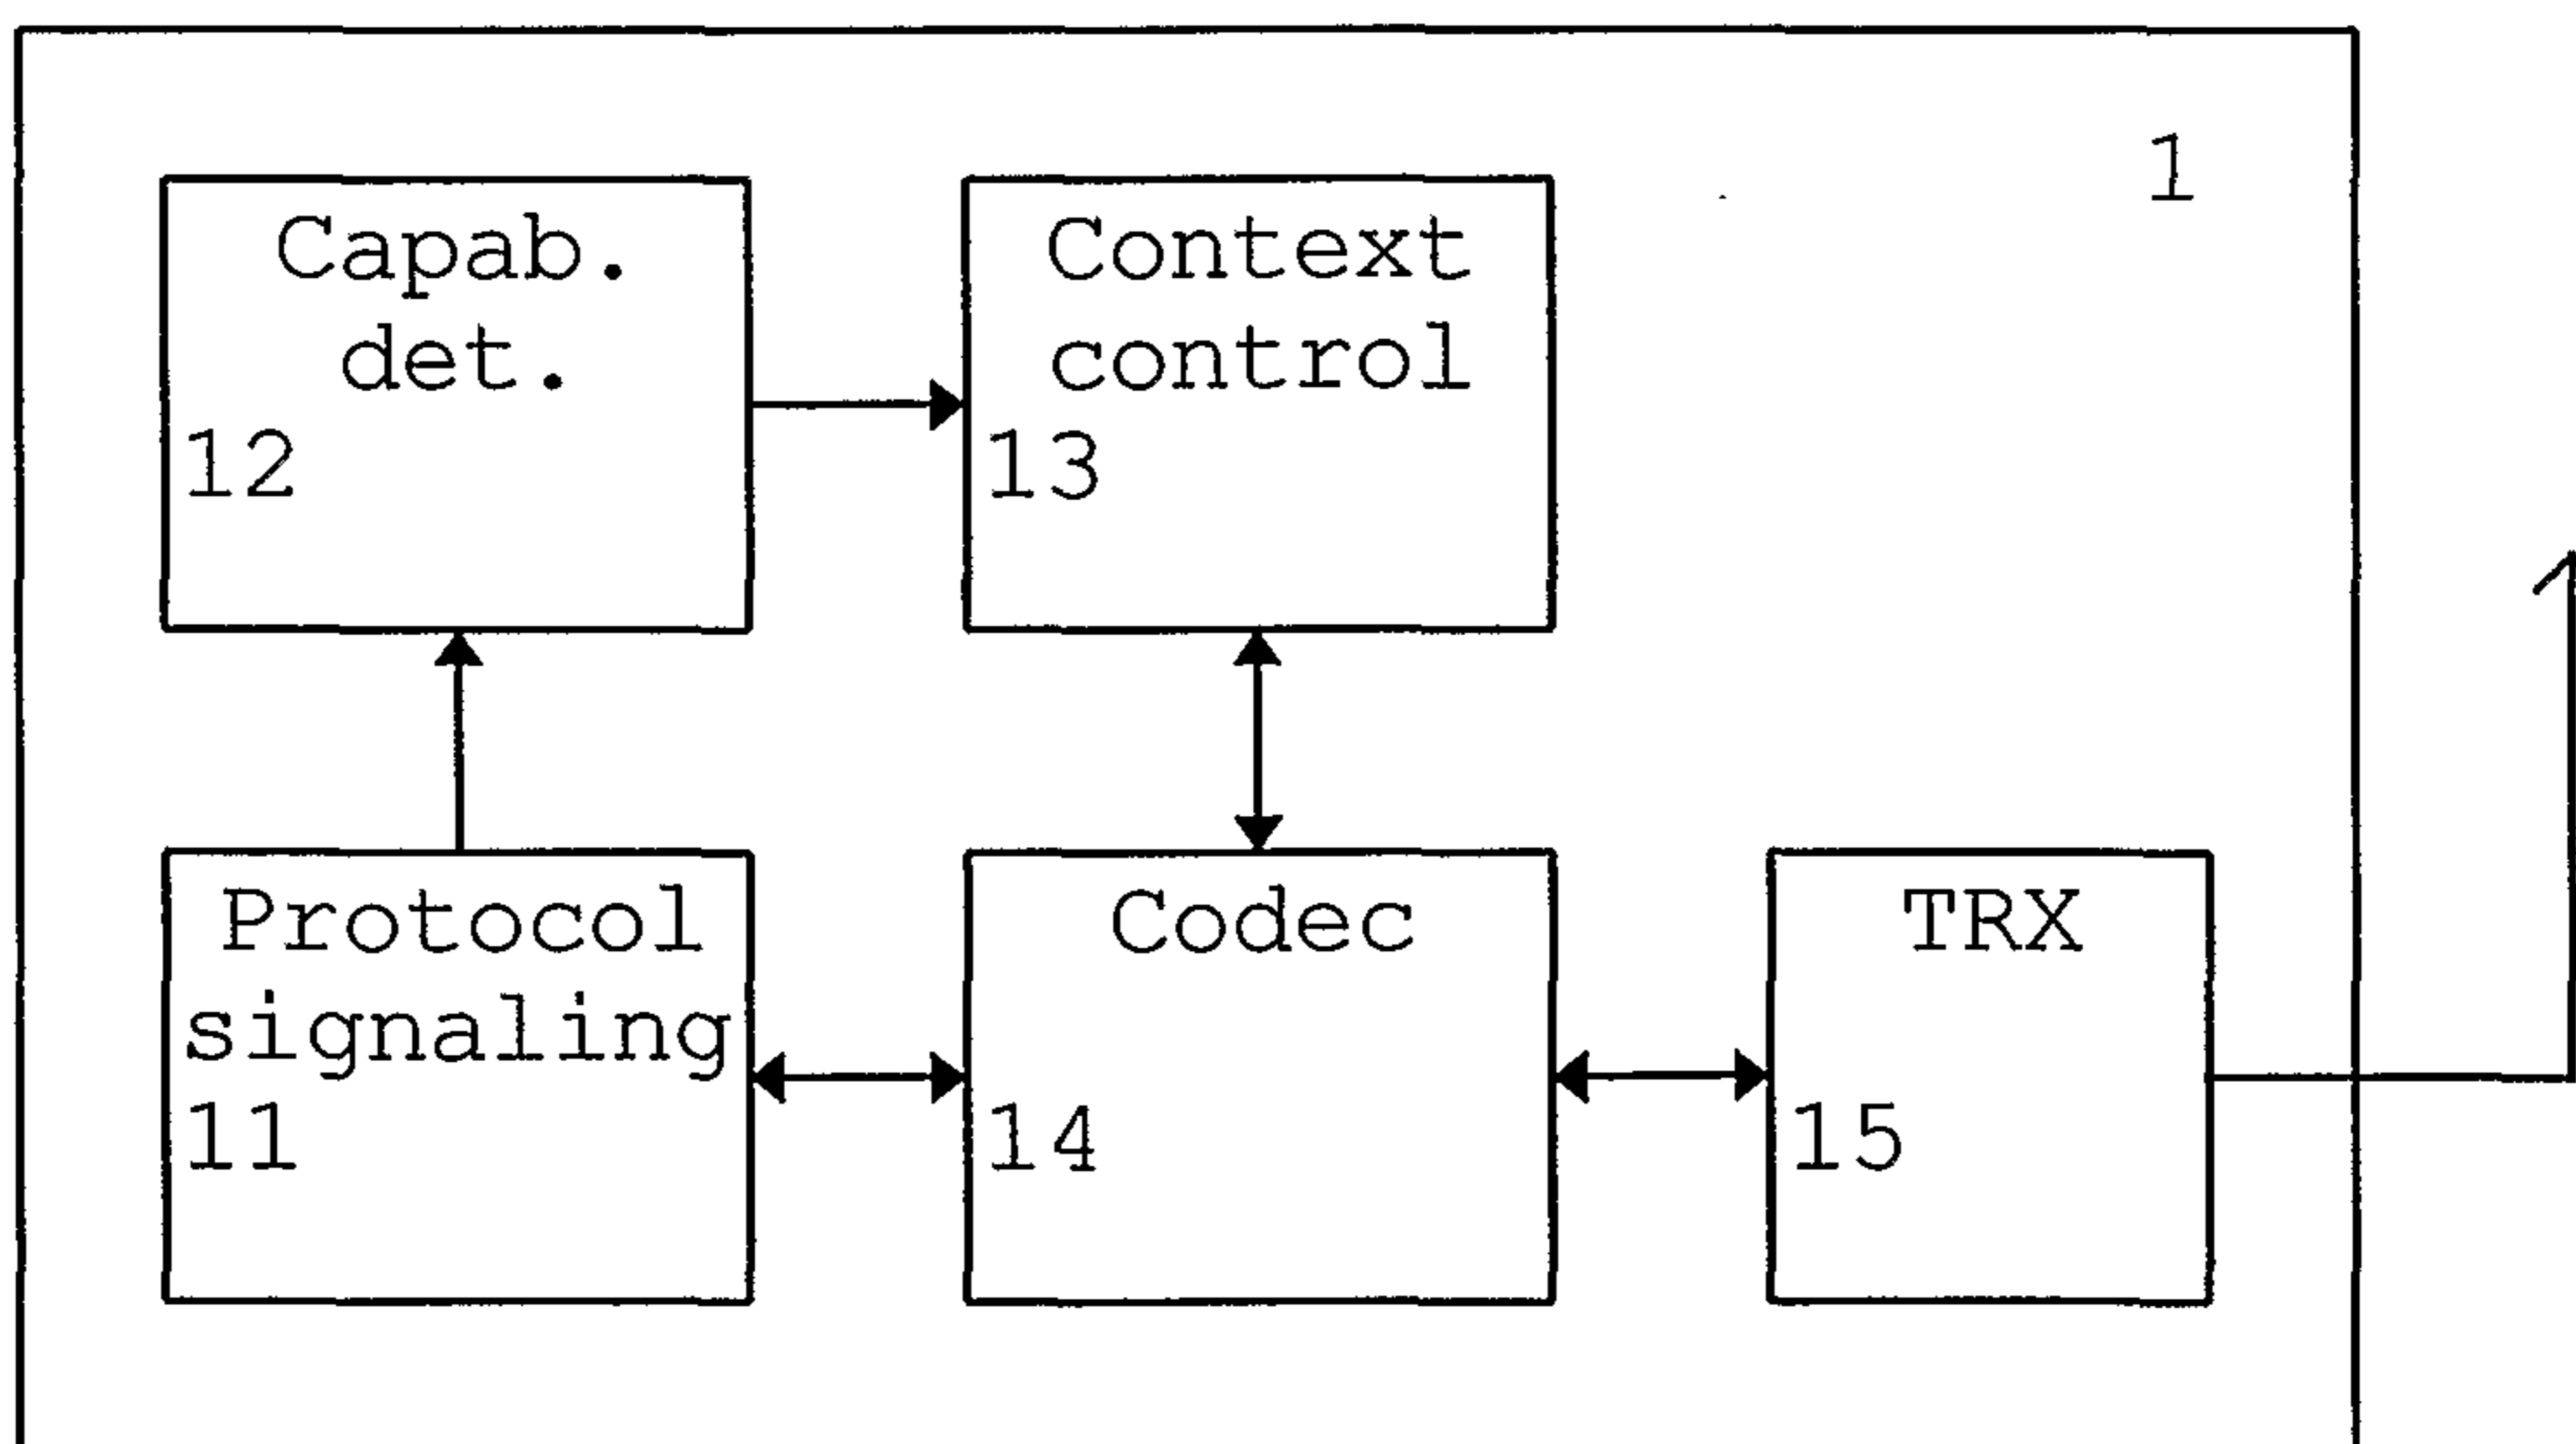 1
Capab.
det.
12
Context
control
13
Protocol
signaling
11
Codec
14
TRX
15